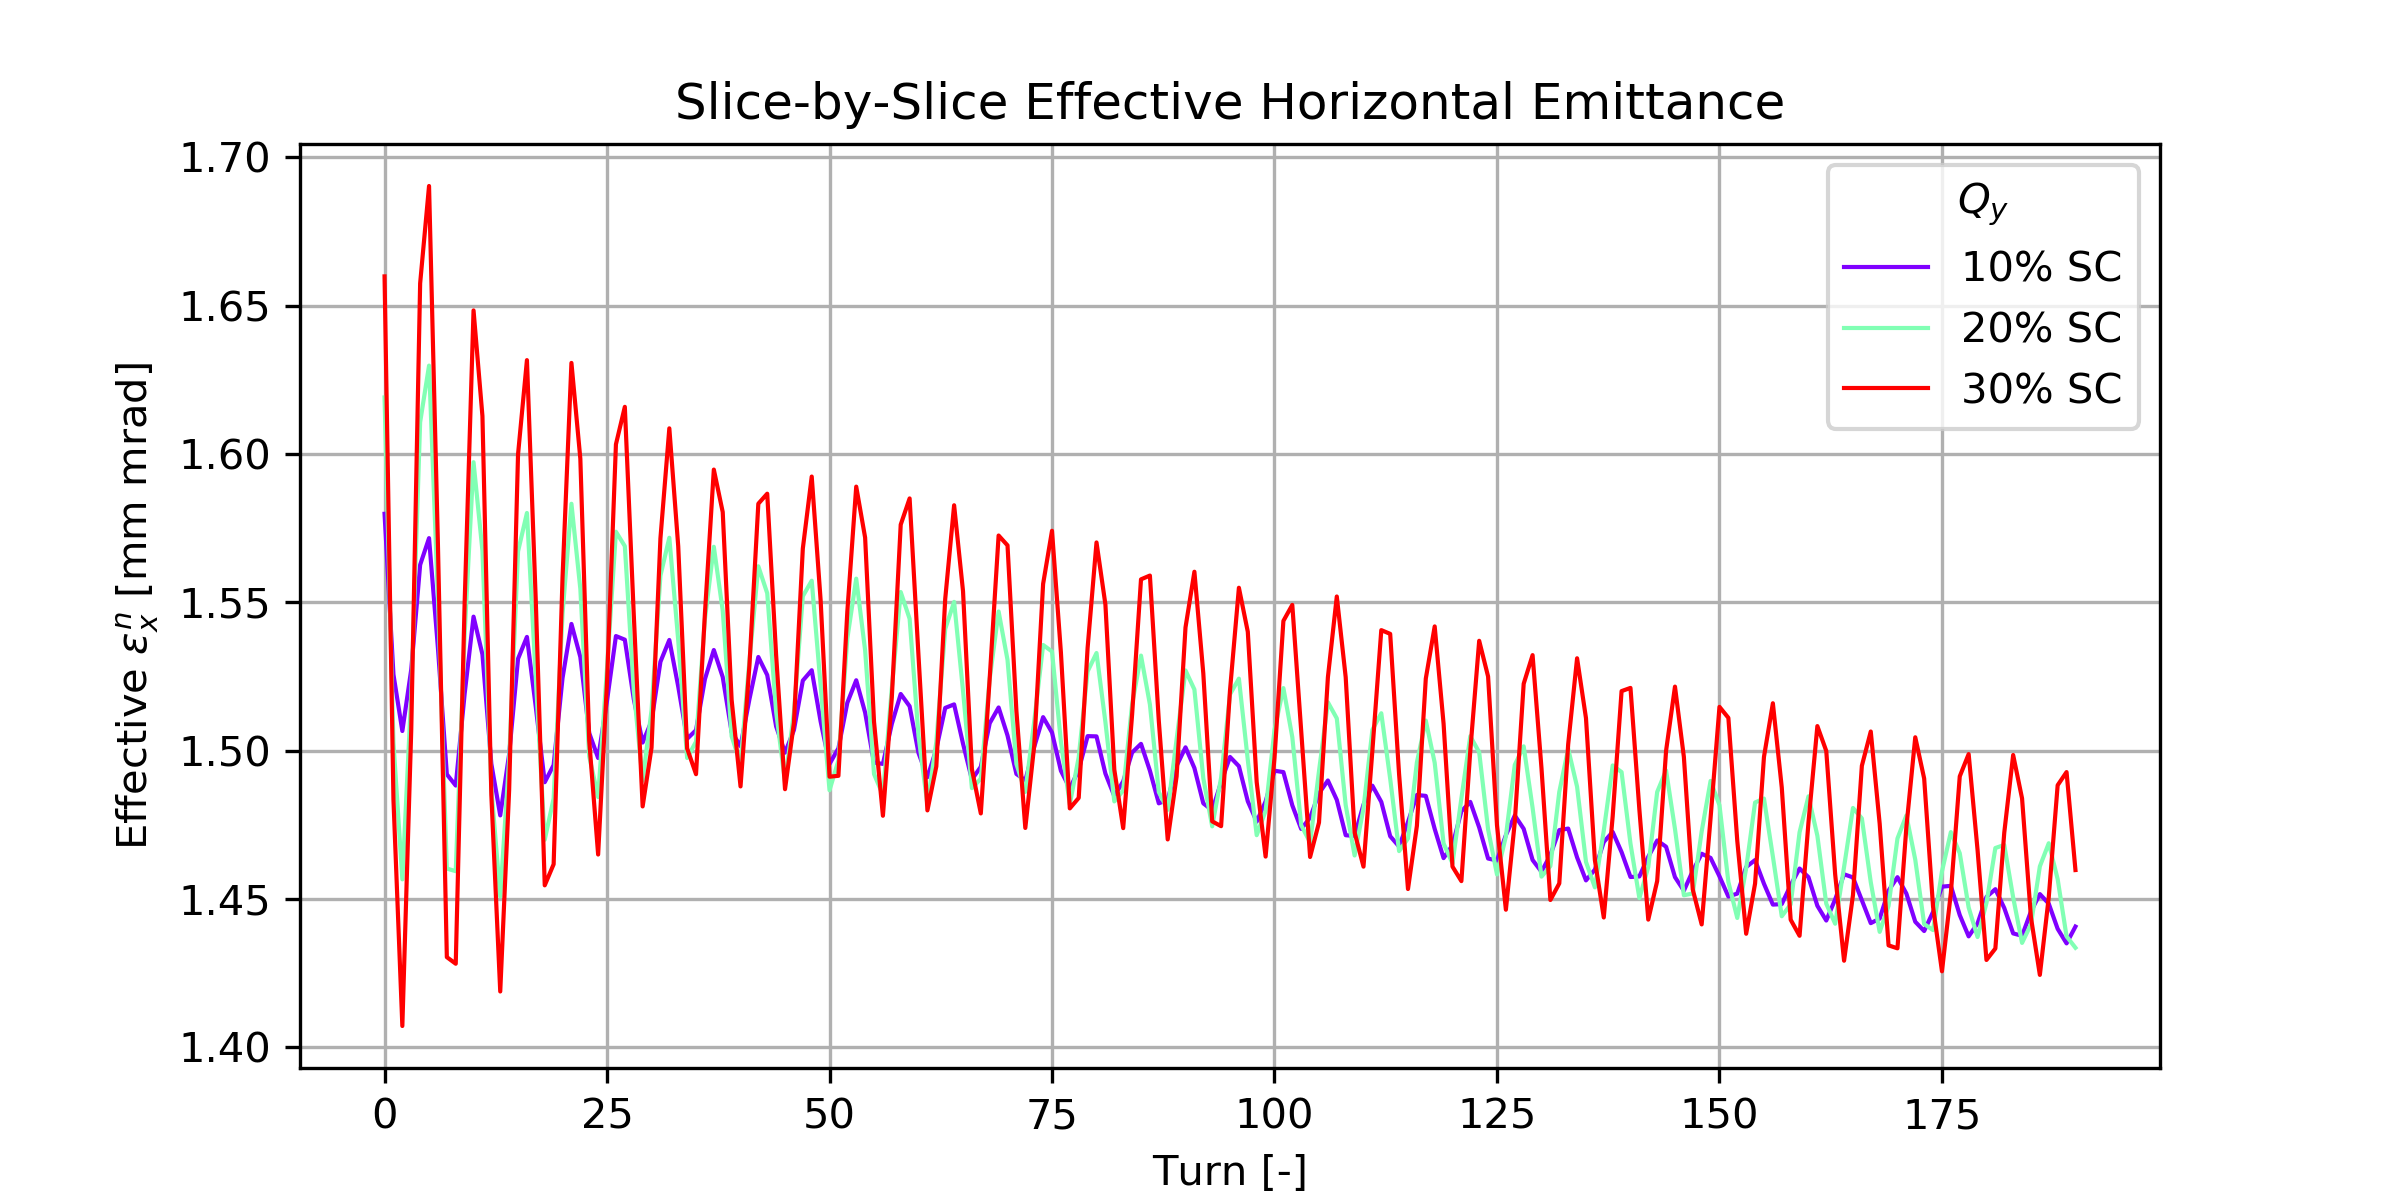 Slice-by-Slice Effective Horizontal Emittance
Effective ε_x^n [mm mrad]
1.70
1.65
1.60
1.55
1.50
1.45
1.40
Q_y
10% SC
20% SC
30% SC
0 25 50 75 100 125 150 175
Turn [-]